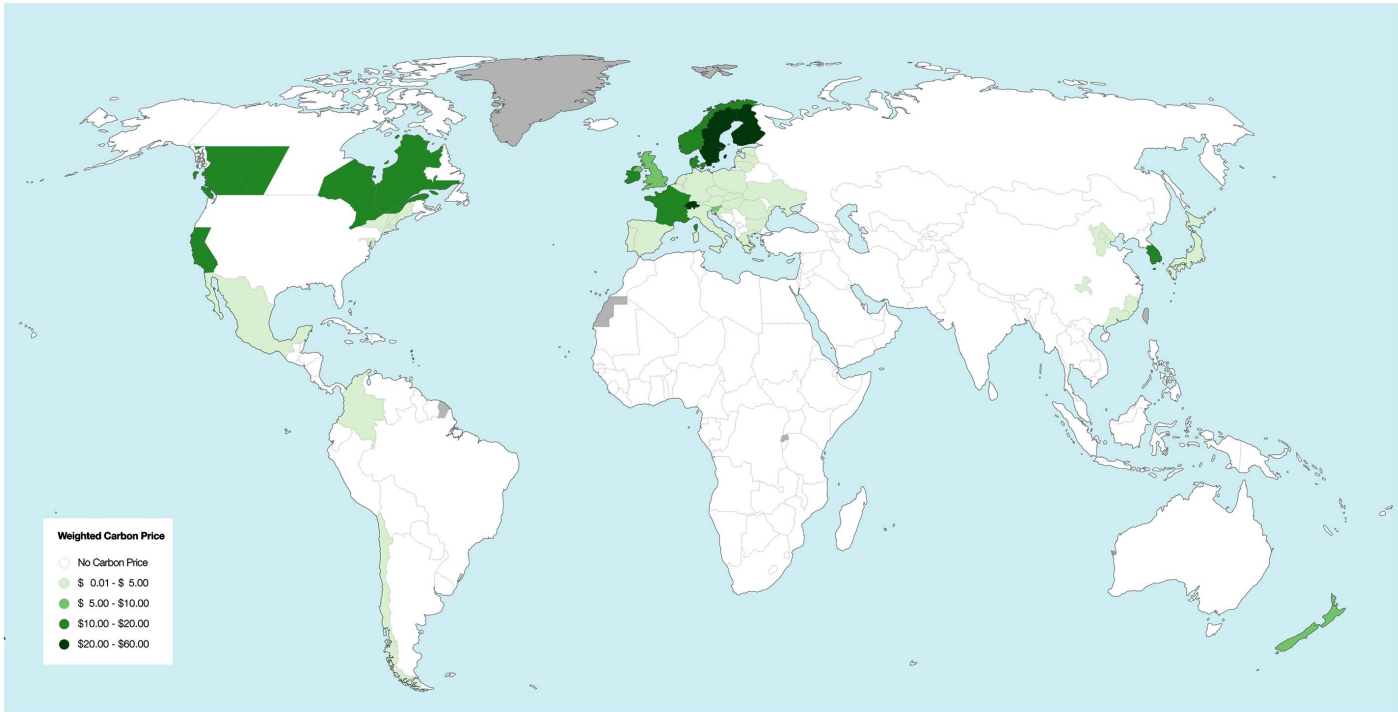 Weighted Carbon Price
No Carbon Price
$ 0.01 - $ 5.00
$ 5.00 - $10.00
$10.00 - $20.00
$20.00 - $60.00